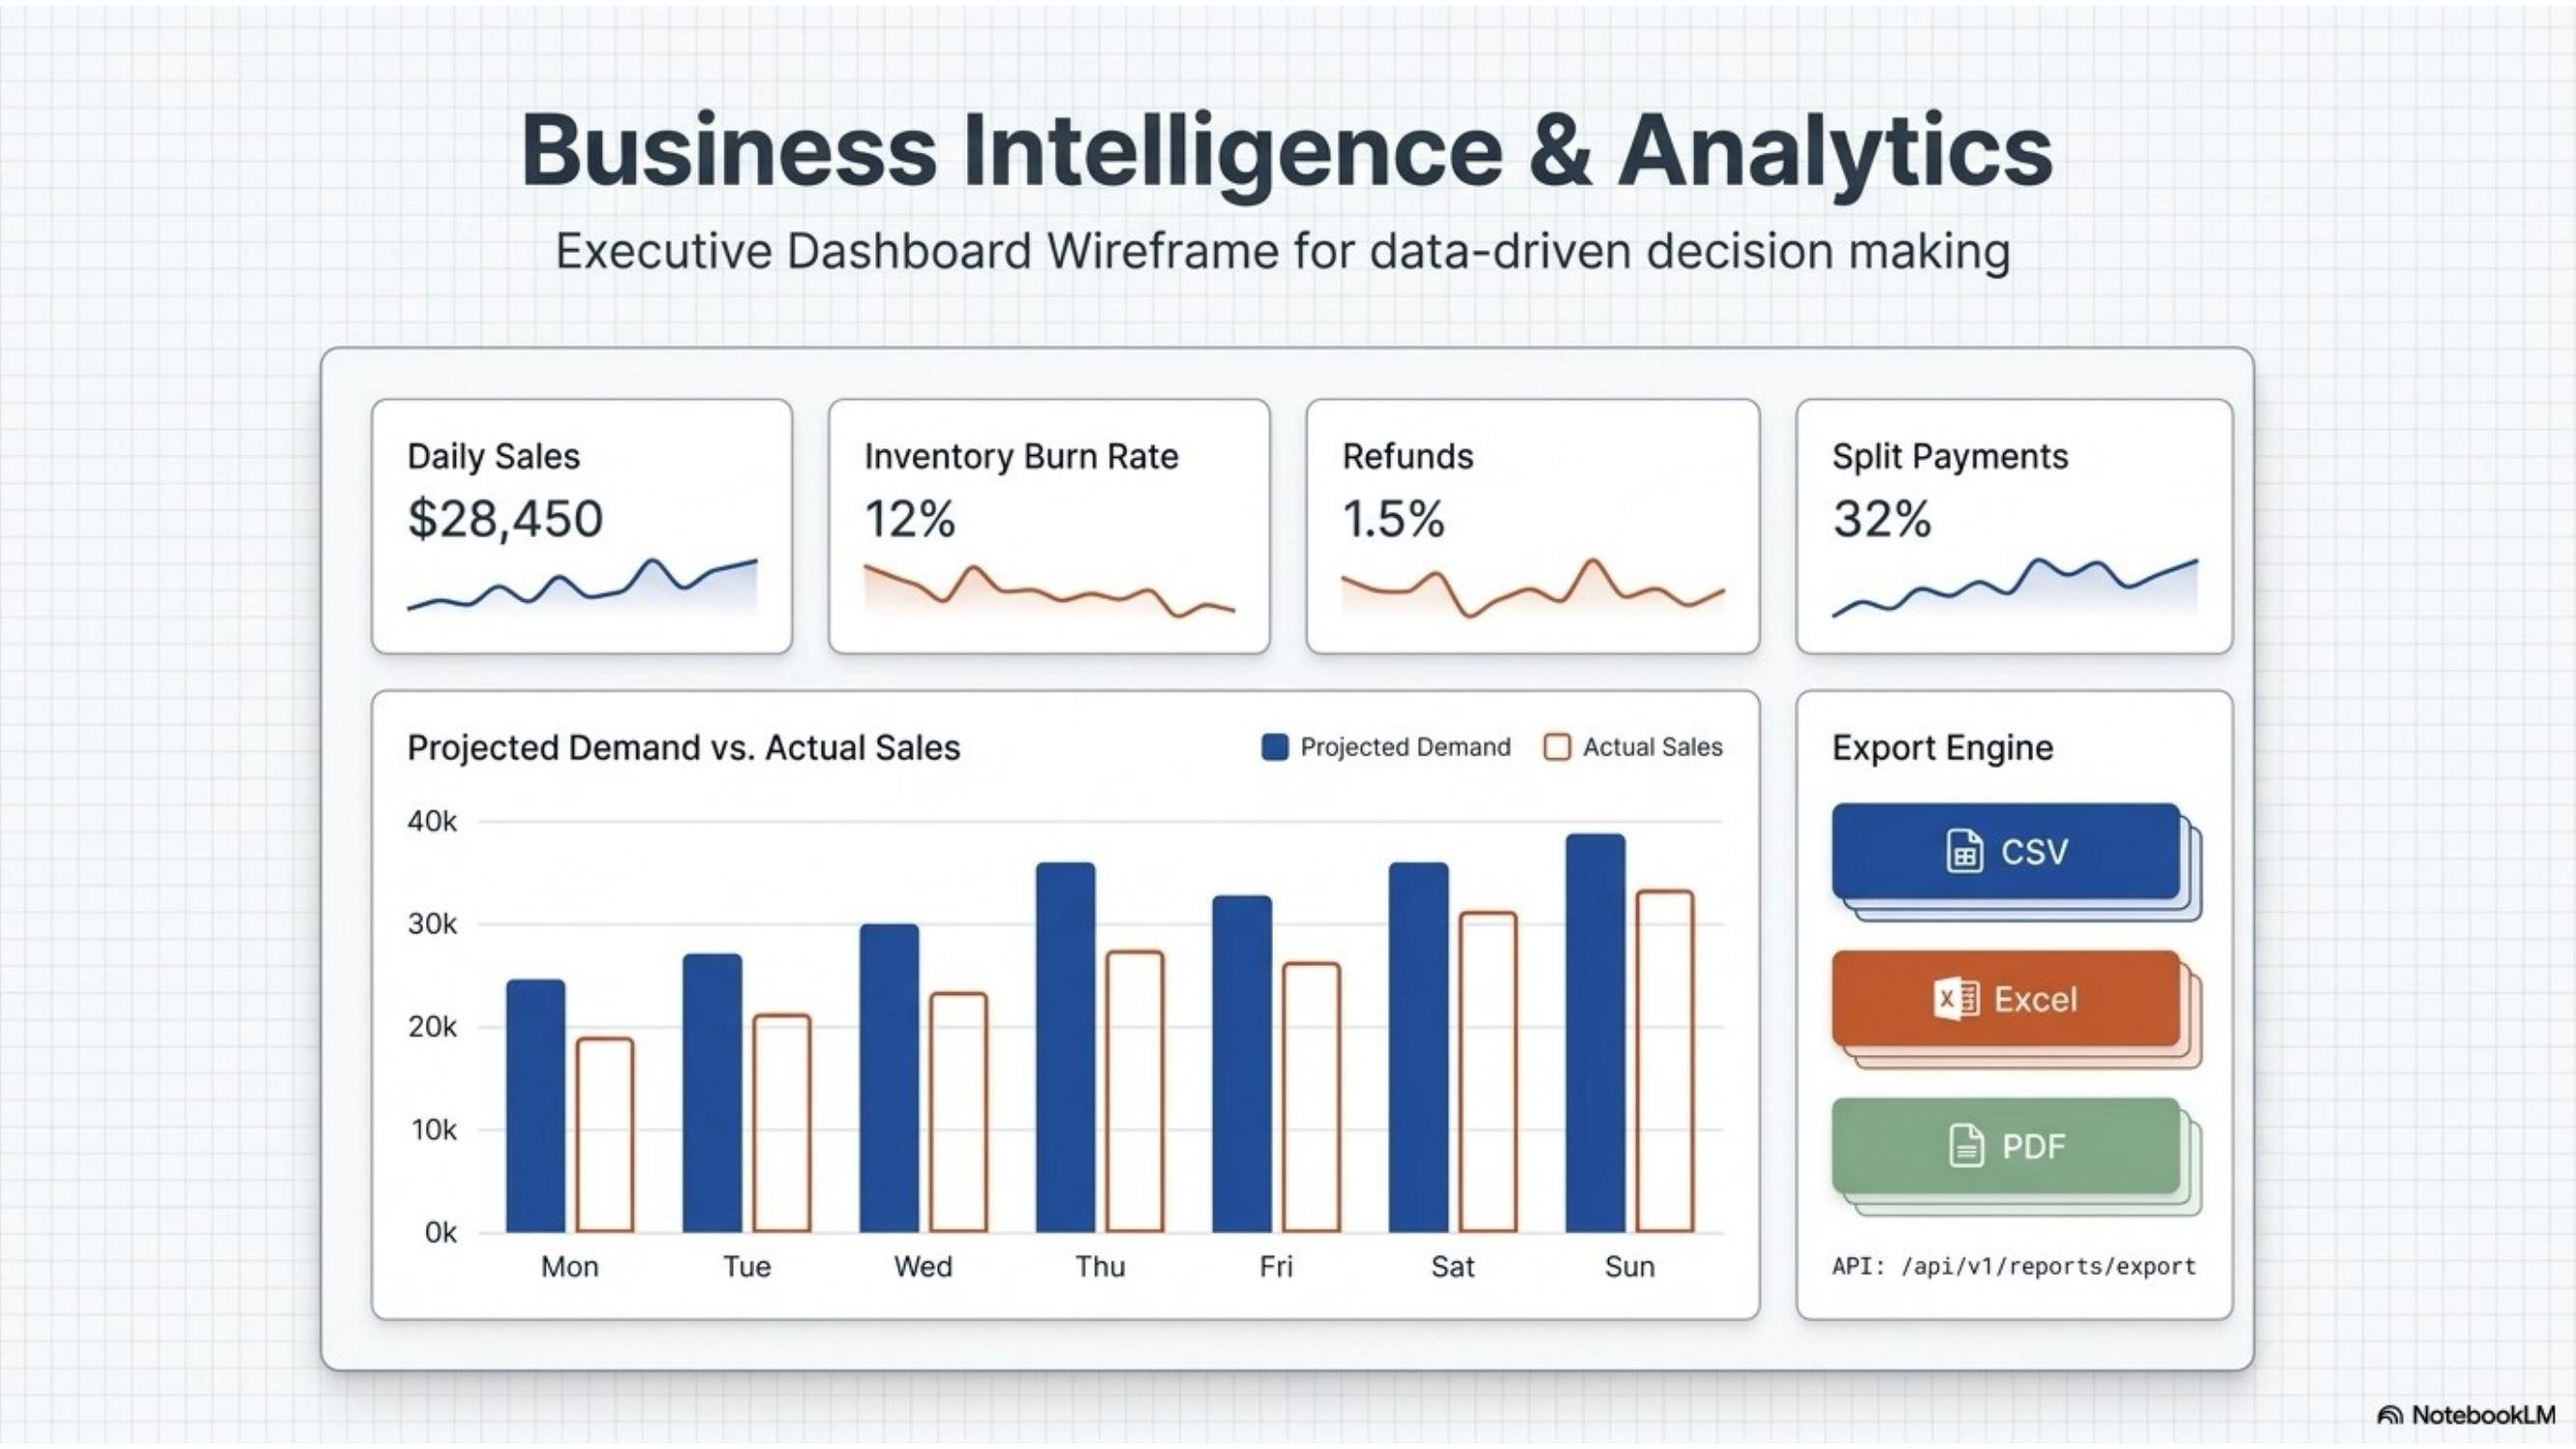 Business Intelligence & Analytics
Executive Dashboard Wireframe for data-driven decision making
Daily Sales
$28,450
Inventory Burn Rate
12%
Refunds
1.5%
Split Payments
32%
Projected Demand vs. Actual Sales
Projected Demand
Actual Sales
40k
30k
20k
10k
0k
Mon
Tue
Wed
Thu
Fri
Sat
Sun
Export Engine
CSV
X
Excel
PDF
API: /api/v1/reports/export
NotebookLM